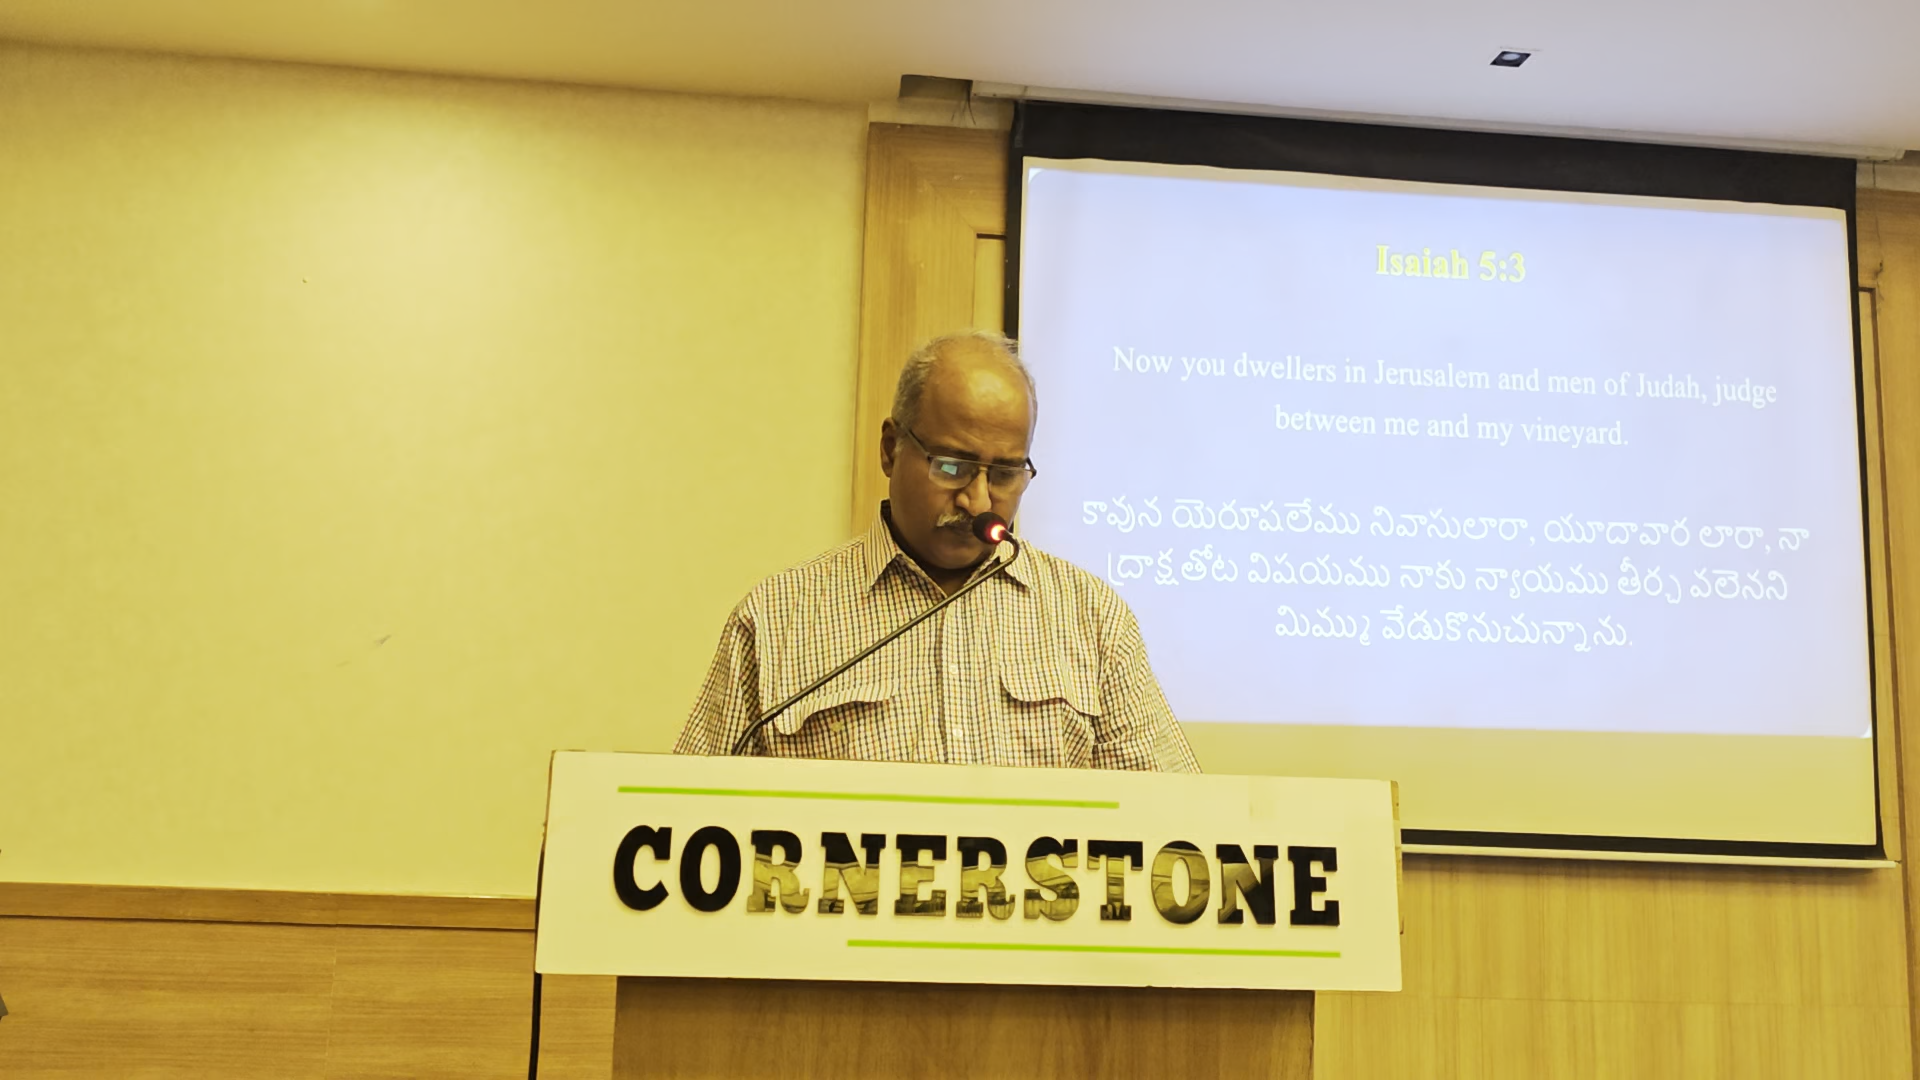 Isaiah 5:3
Now you dwellers in Jerusalem and men of Judah, judge
between me and my vineyard.
కావున యెరూషలేము నివాసులారా, యూదావార లారా, నా
ద్రాక్షతోట విషయము నాకు న్యాయము తీర్చ వలెనని
మిమ్ము వేడుకొనుచున్నాను.
CORNERSTONE